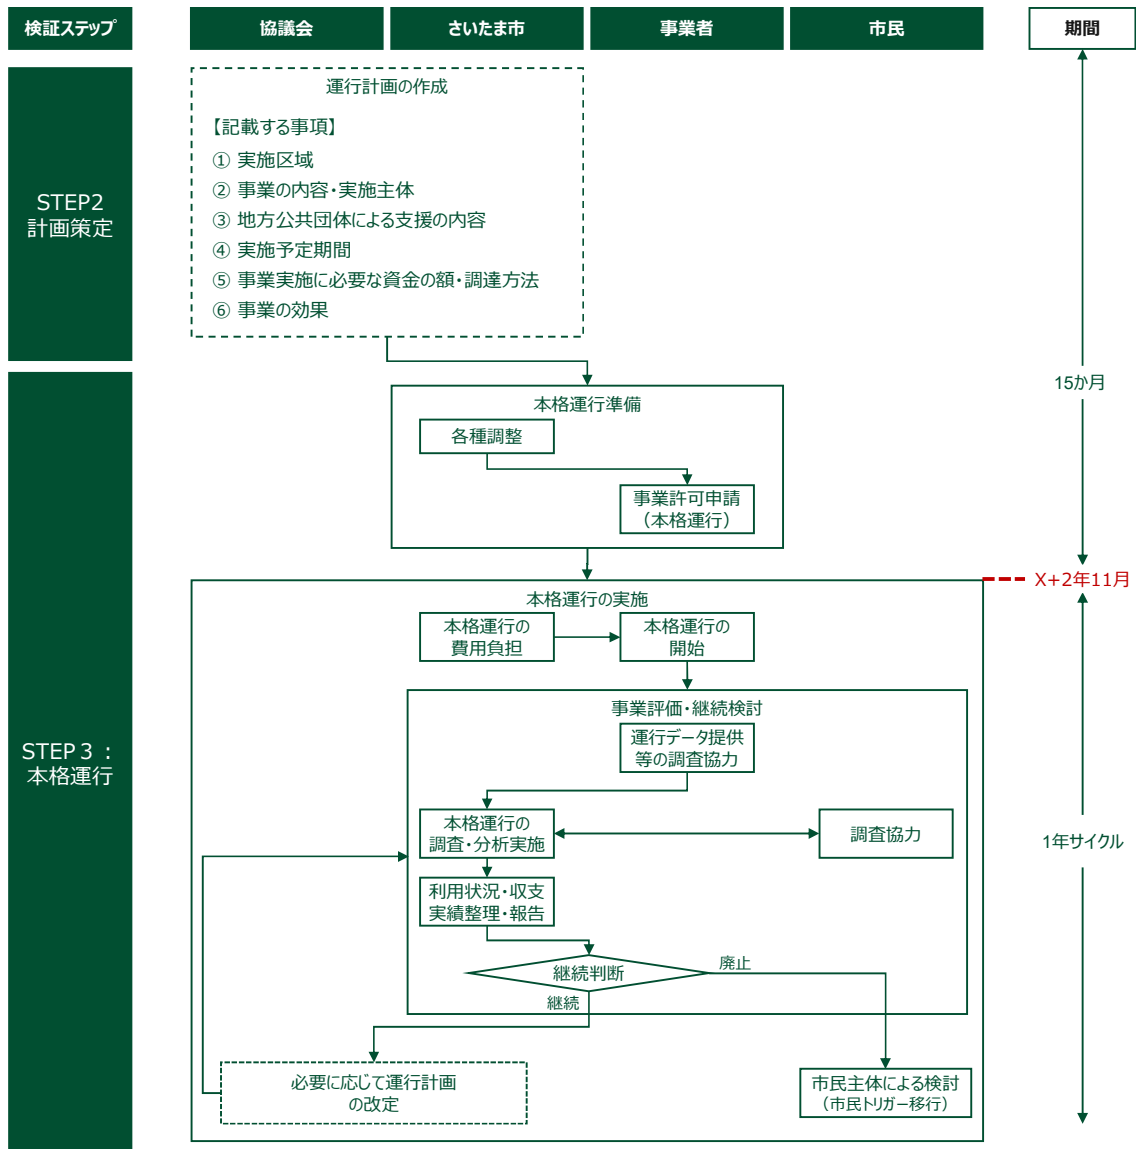 検証ステップ
協議会
さいたま市
事業者
市民
期間
STEP2
計画策定
運行計画の作成
【記載する事項】
① 実施区域
② 事業の内容・実施主体
③ 地方公共団体による支援の内容
④ 実施予定期間
⑤ 事業実施に必要な資金の額・調達方法
⑥ 事業の効果
15か月
STEP3：
本格運行
本格運行準備
各種調整
事業許可申請
（本格運行）
X+2年11月
本格運行の実施
本格運行の
費用負担
本格運行の
開始
事業評価・継続検討
運行データ提供
等の調査協力
本格運行の
調査・分析実施
調査協力
1年サイクル
利用状況・収支
実績整理・報告
継続判断
廃止
継続
必要に応じて運行計画
の改定
市民主体による検討
（市民トリガー移行）